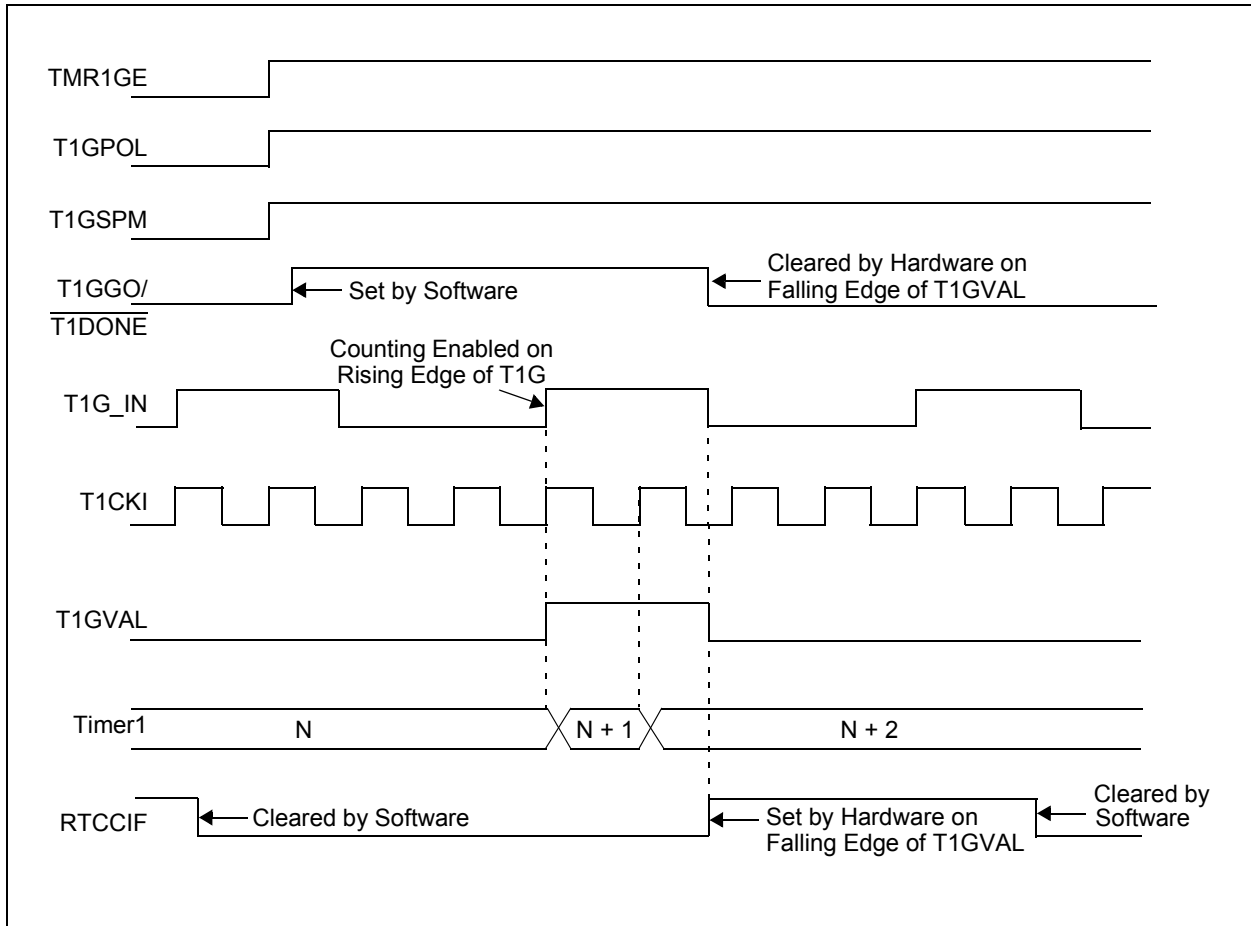 TMR1GE
T1GPOL
T1GSPM
T1GGO/
T1DONE
Set by Software
Cleared by Hardware on
Falling Edge of T1GVAL
Counting Enabled on
Rising Edge of T1G
T1G_IN
T1CKI
T1GVAL
Timer1
N
N + 1
N + 2
RTCCIF
Cleared by Software
Set by Hardware on
Falling Edge of T1GVAL
Cleared by
Software